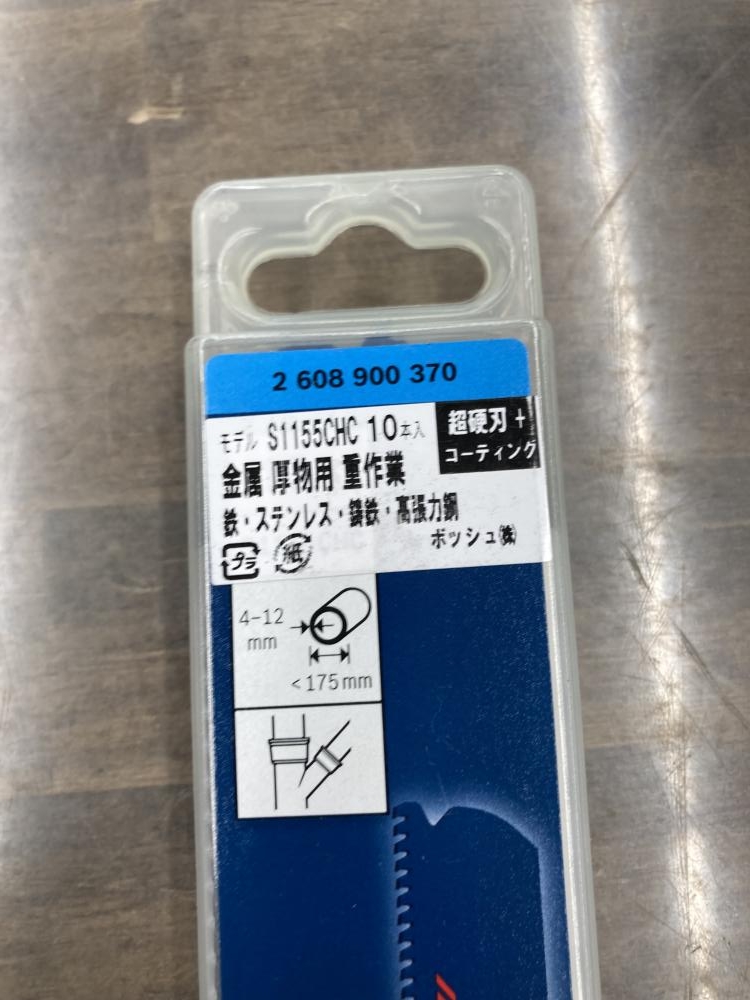 2 608 900 370
モデル S1155CHC 10本入
超硬刃 +
コーティング
金属 厚物用 重作業
鉄・ステンレス・鋳鉄・高張力鋼
ボッシュ㈱
プラ
紙
4-12
mm
<175mm